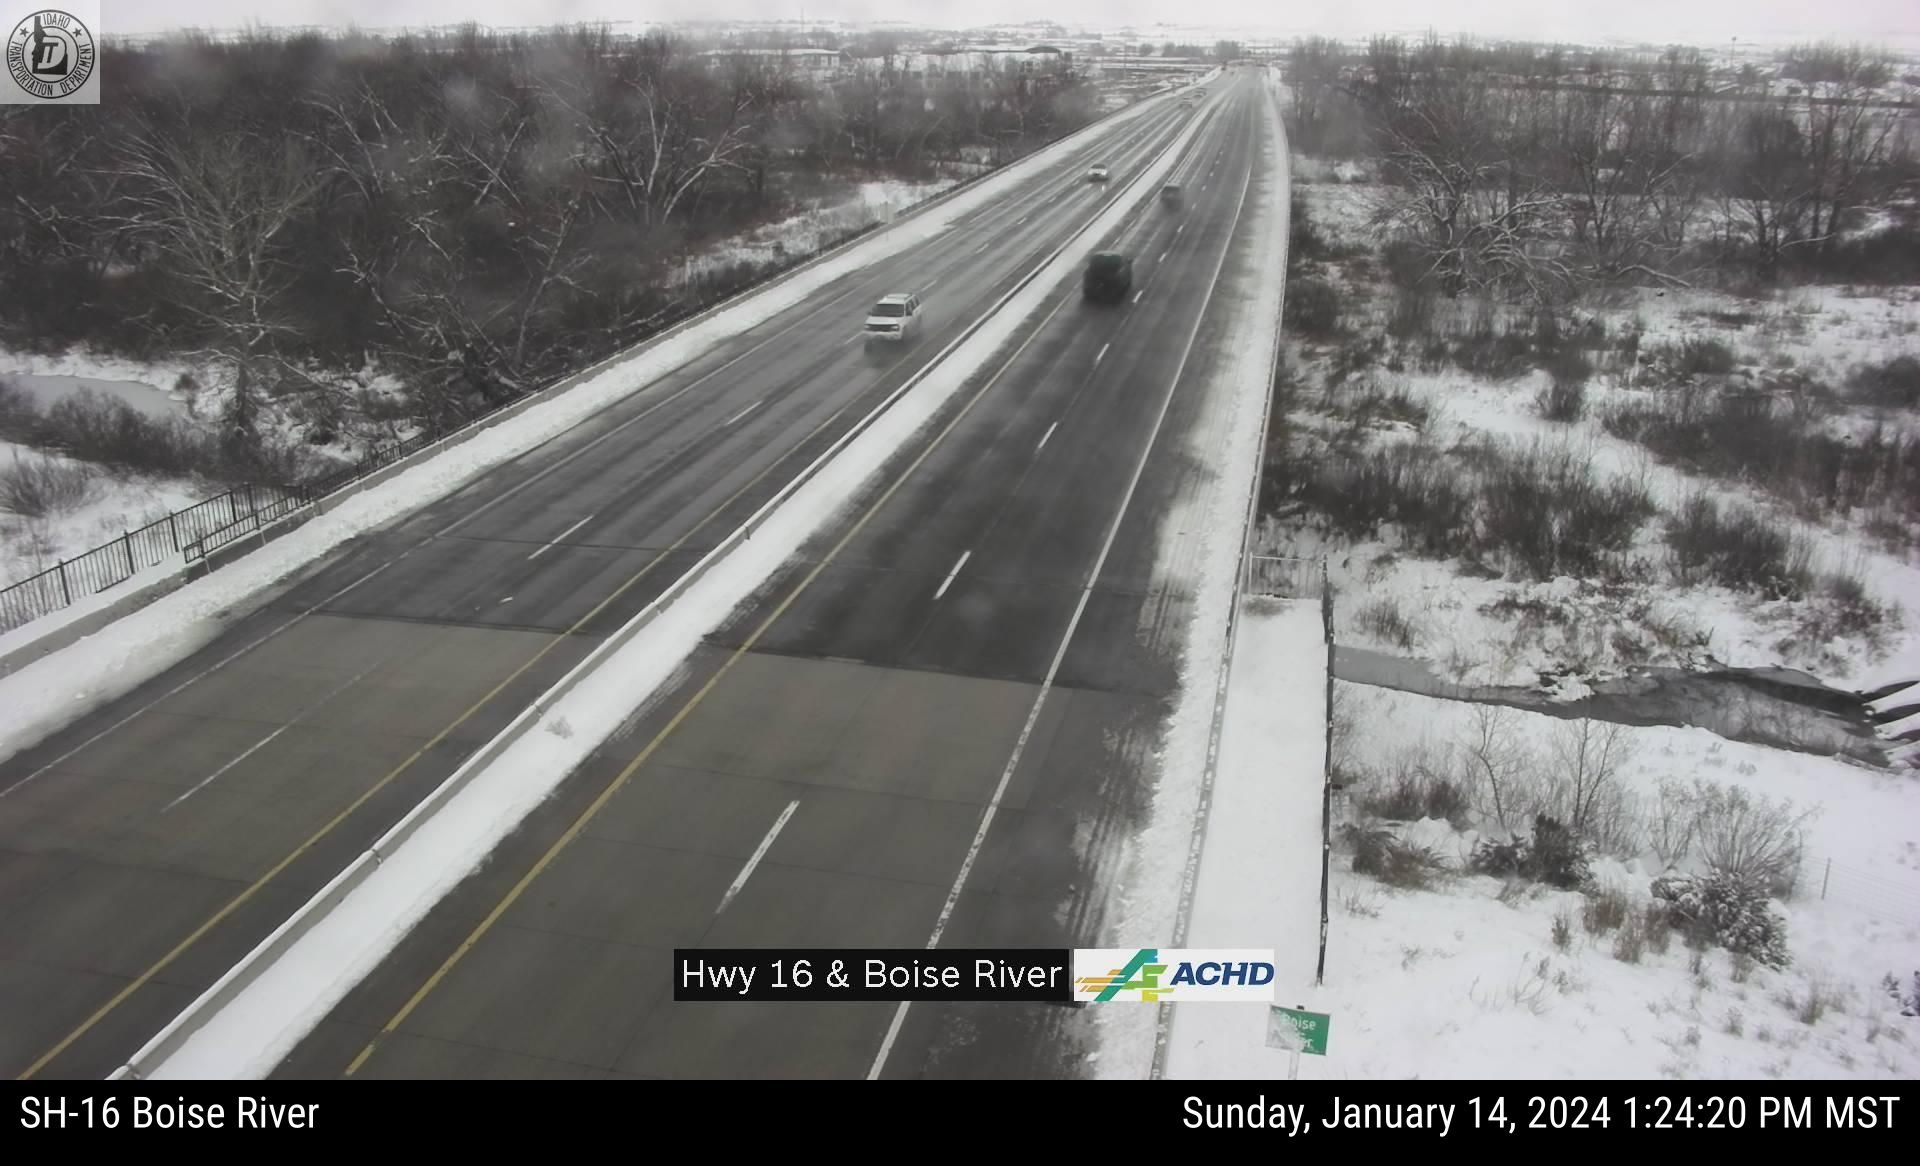 IDAHO
TRANSPORTATION DEPARTMENT
T
Hwy 16 & Boise River
ACHD
Boise
SH-16 Boise River
Sunday, January 14, 2024 1:24:20 PM MST